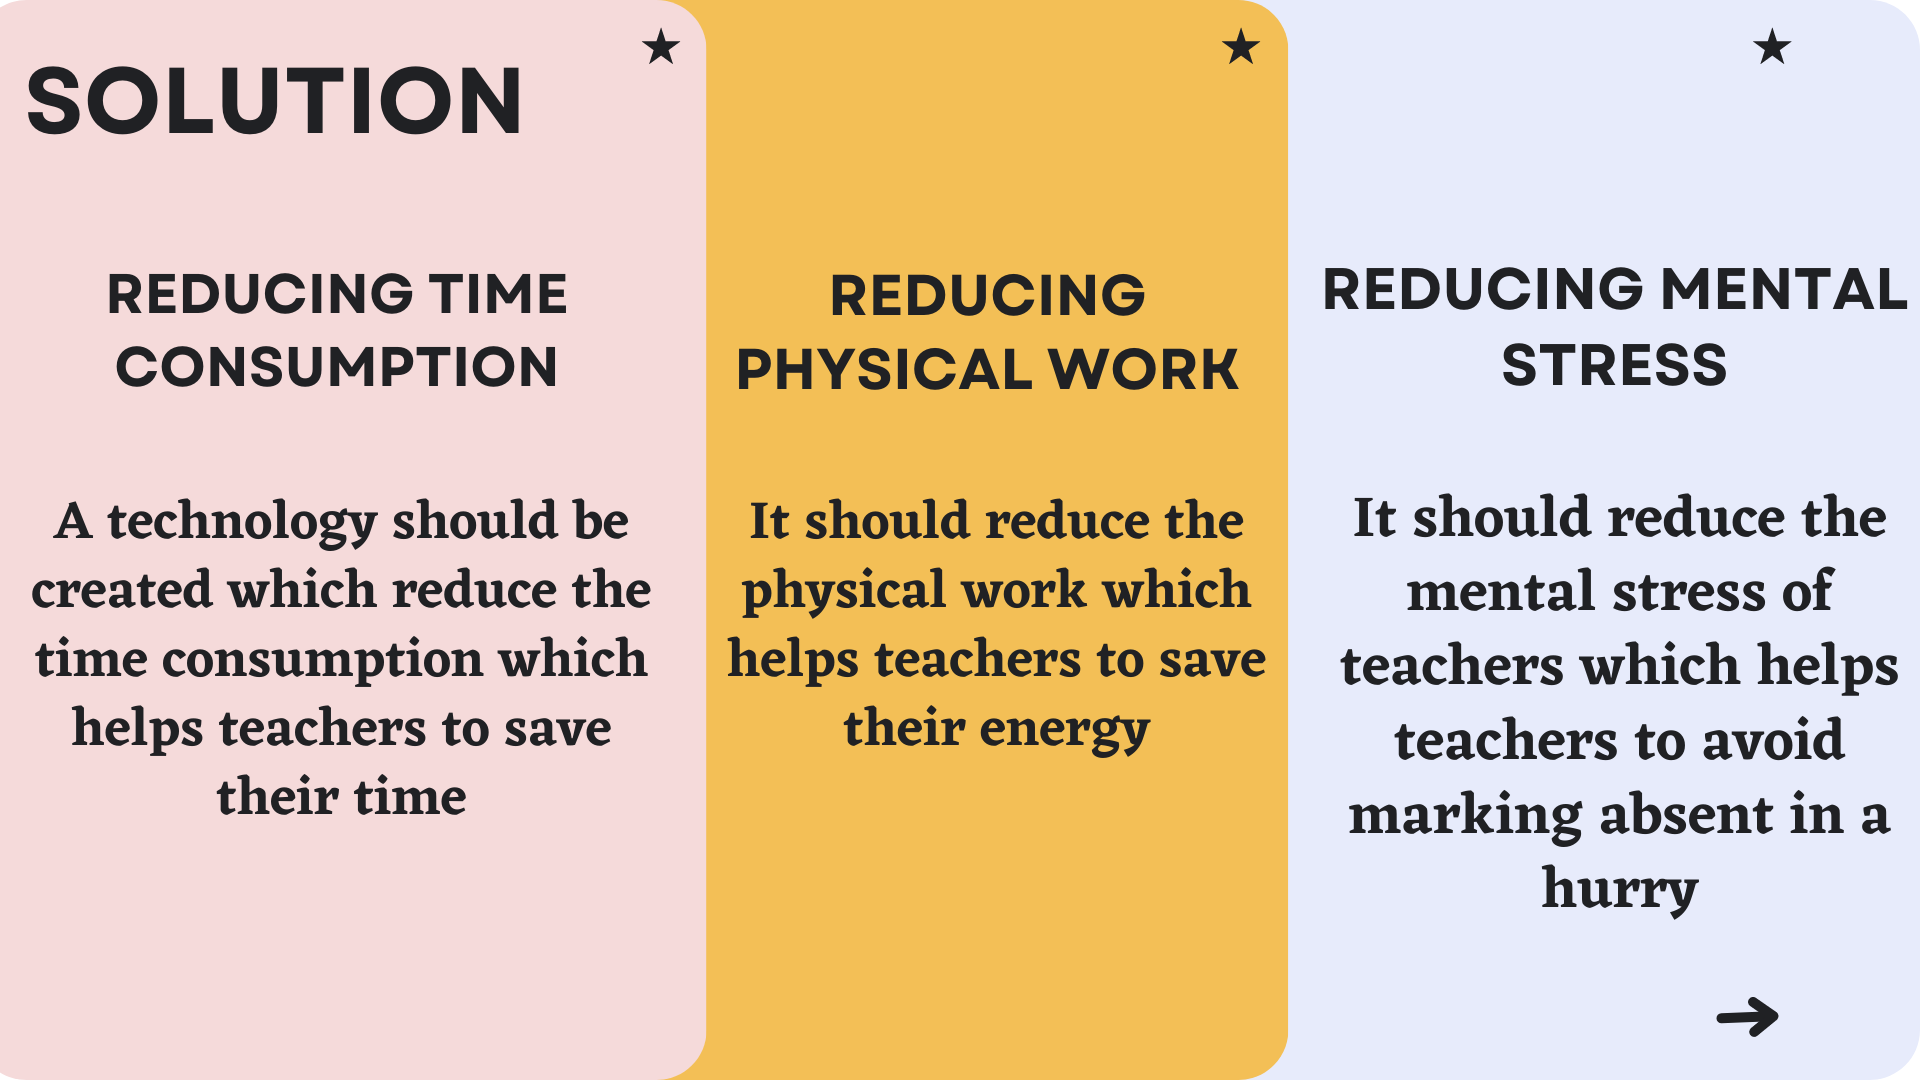 SOLUTION
REDUCING TIME
CONSUMPTION
A technology should be
created which reduce the
time consumption which
helps teachers to save
their time
REDUCING
PHYSICAL WORK
It should reduce the
physical work which
helps teachers to save
their energy
REDUCING MENTAL
STRESS
It should reduce the
mental stress of
teachers which helps
teachers to avoid
marking absent in a
hurry